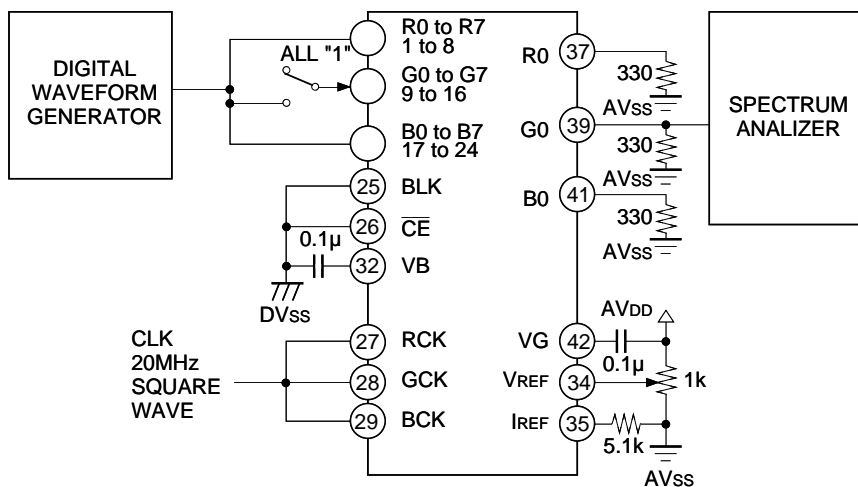 DIGITAL
WAVEFORM
GENERATOR
ALL "1"
R0 to R7
1 to 8
G0 to G7
9 to 16
B0 to B7
17 to 24
25 BLK
26 CE
0.1µ
32 VB
DVSS
CLK
20MHz
SQUARE
WAVE
27 RCK
28 GCK
29 BCK
R0 37
330
AVSS
G0 39
330
AVSS
B0 41
330
AVSS
SPECTRUM
ANALIZER
AVDD
VG 42
0.1µ
VREF 34
1k
IREF 35
5.1k
AVSS